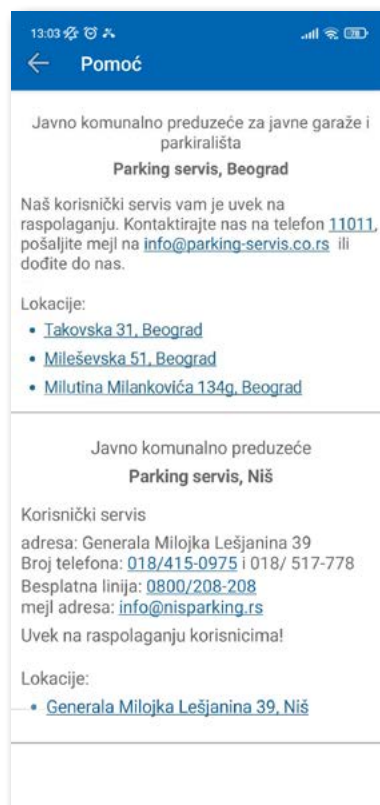 13:03
78
Pomoć
Javno komunalno preduzeće za javne garaže i
parkirališta
Parking servis, Beograd
Naš korisnički servis vam je uvek na
raspolaganju. Kontaktirajte nas na telefon 11011,
pošaljite mejl na info@parking-servis.co.rs ili
dođite do nas.
Lokacije:
• Takovska 31, Beograd
• Mileševska 51, Beograd
• Milutina Milankovića 134g, Beograd
Javno komunalno preduzeće
Parking servis, Niš
Korisnički servis
adresa: Generala Milojka Lešjanina 39
Broj telefona: 018/415-0975 i 018/ 517-778
Besplatna linija: 0800/208-208
mejl adresa: info@nisparking.rs
Uvek na raspolaganju korisnicima!
Lokacije:
• Generala Milojka Lešjanina 39, Niš